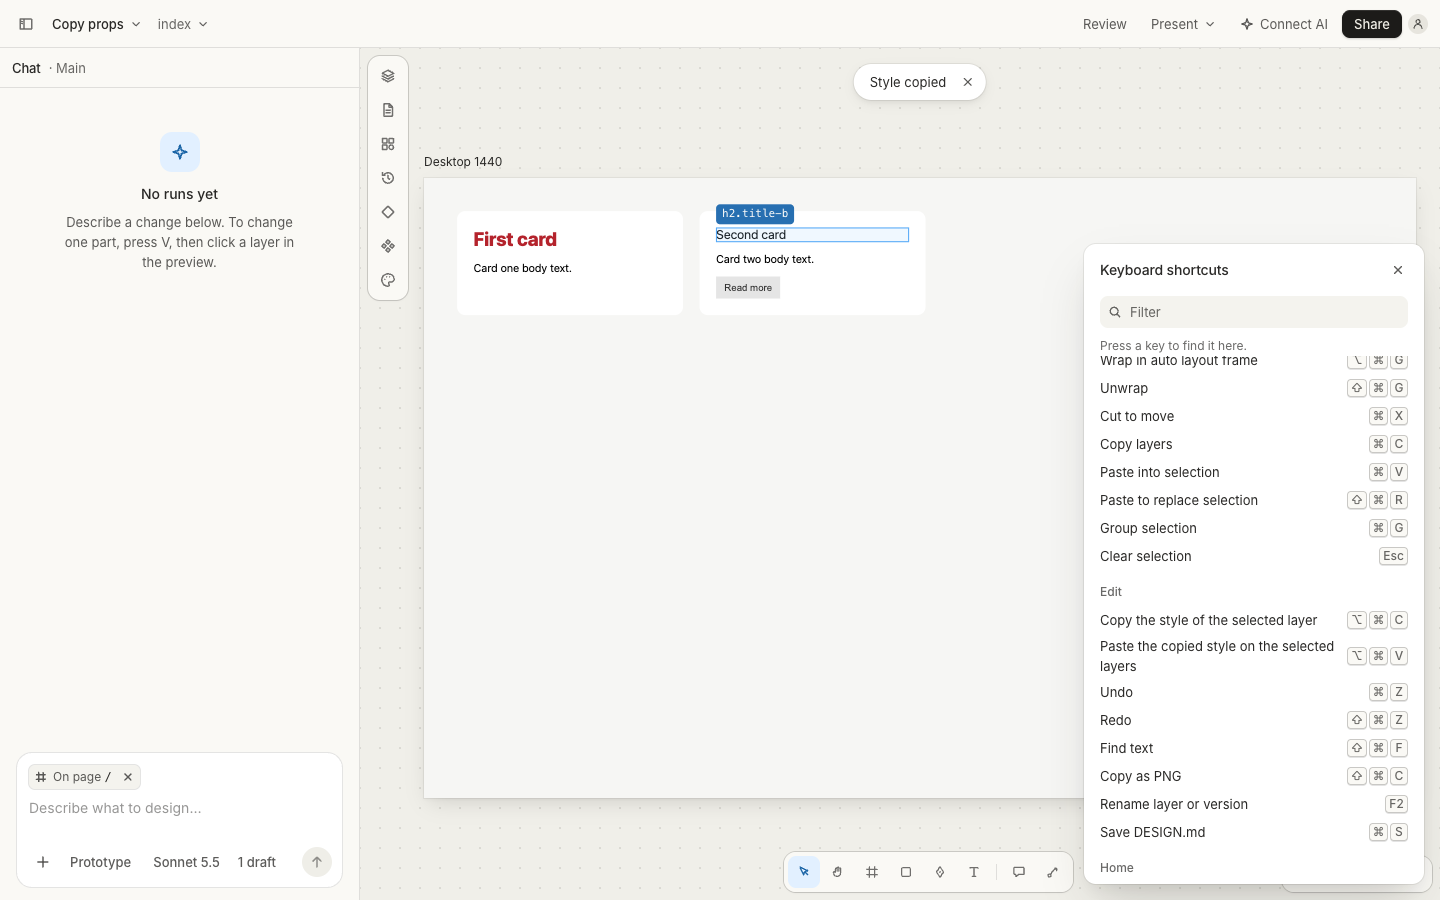 Copy props
index
Review
Present
Connect AI
Share
Chat · Main
Style copied
No runs yet
Describe a change below. To change
one part, press V, then click a layer in
the preview.
Desktop 1440
First card
Card one body text.
h2.title-b
Second card
Card two body text.
Read more
Keyboard shortcuts
Filter
Press a key to find it here.
Wrap in auto layout frame ⌥ ⌘ G
Unwrap ⇧ ⌘ G
Cut to move ⌘ X
Copy layers ⌘ C
Paste into selection ⌘ V
Paste to replace selection ⇧ ⌘ R
Group selection ⌘ G
Clear selection Esc
Edit
Copy the style of the selected layer ⌥ ⌘ C
Paste the copied style on the selected
layers ⌥ ⌘ V
Undo ⌘ Z
Redo ⇧ ⌘ Z
Find text ⇧ ⌘ F
Copy as PNG ⇧ ⌘ C
Rename layer or version F2
Save DESIGN.md ⌘ S
Home
On page /
Describe what to design...
Prototype
Sonnet 5.5
1 draft